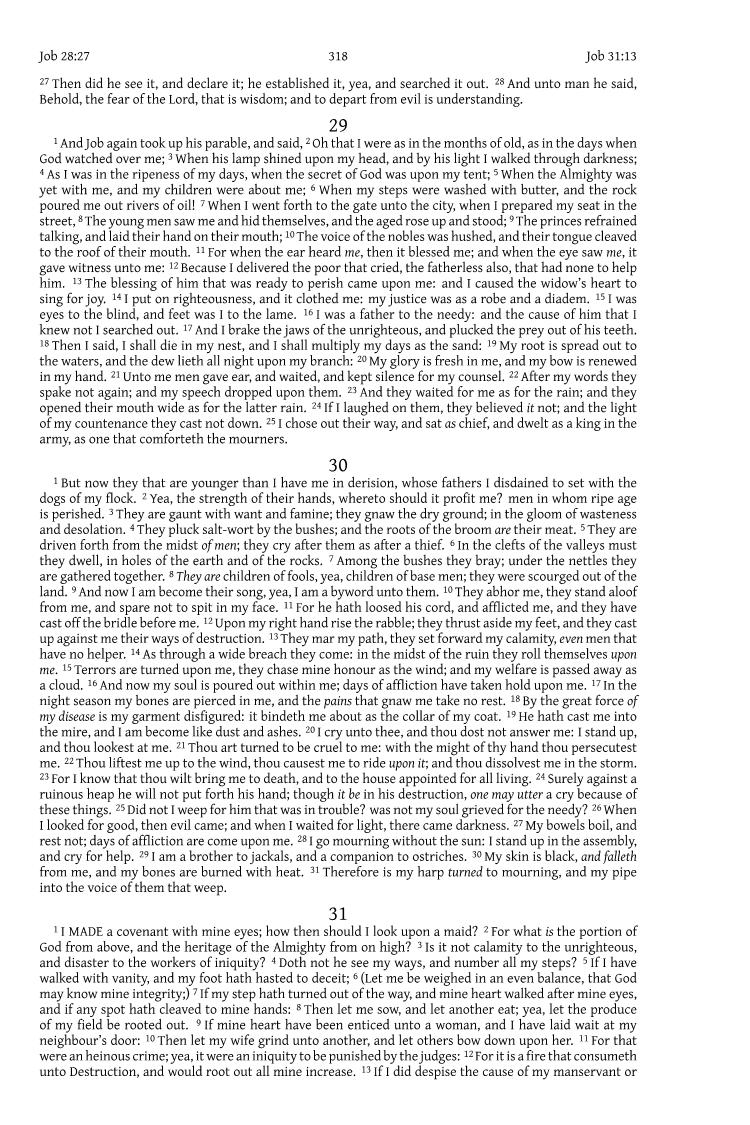 Job 28:27 318 Job 31:13
27 Then did he see it, and declare it; he established it, yea, and searched it out. 28 And unto man he said,
Behold, the fear of the Lord, that is wisdom; and to depart from evil is understanding.
29
1 And Job again took up his parable, and said, 2 Oh that I were as in the months of old, as in the days when
God watched over me; 3 When his lamp shined upon my head, and by his light I walked through darkness;
4 As I was in the ripeness of my days, when the secret of God was upon my tent; 5 When the Almighty was
yet with me, and my children were about me; 6 When my steps were washed with butter, and the rock
poured me out rivers of oil! 7 When I went forth to the gate unto the city, when I prepared my seat in the
street, 8 The young men saw me and hid themselves, and the aged rose up and stood; 9 The princes refrained
talking, and laid their hand on their mouth; 10 The voice of the nobles was hushed, and their tongue cleaved
to the roof of their mouth. 11 For when the ear heard me, then it blessed me; and when the eye saw me, it
gave witness unto me: 12 Because I delivered the poor that cried, the fatherless also, that had none to help
him. 13 The blessing of him that was ready to perish came upon me: and I caused the widow's heart to
sing for joy. 14 I put on righteousness, and it clothed me: my justice was as a robe and a diadem. 15 I was
eyes to the blind, and feet was I to the lame. 16 I was a father to the needy: and the cause of him that I
knew not I searched out. 17 And I brake the jaws of the unrighteous, and plucked the prey out of his teeth.
18 Then I said, I shall die in my nest, and I shall multiply my days as the sand: 19 My root is spread out to
the waters, and the dew lieth all night upon my branch: 20 My glory is fresh in me, and my bow is renewed
in my hand. 21 Unto me men gave ear, and waited, and kept silence for my counsel. 22 After my words they
spake not again; and my speech dropped upon them. 23 And they waited for me as for the rain; and they
opened their mouth wide as for the latter rain. 24 If I laughed on them, they believed it not; and the light
of my countenance they cast not down. 25 I chose out their way, and sat as chief, and dwelt as a king in the
army, as one that comforteth the mourners.
30
1 But now they that are younger than I have me in derision, whose fathers I disdained to set with the
dogs of my flock. 2 Yea, the strength of their hands, whereto should it profit me? men in whom ripe age
is perished. 3 They are gaunt with want and famine; they gnaw the dry ground; in the gloom of wasteness
and desolation. 4 They pluck salt-wort by the bushes; and the roots of the broom are their meat. 5 They are
driven forth from the midst of men; they cry after them as after a thief. 6 In the clefts of the valleys must
they dwell, in holes of the earth and of the rocks. 7 Among the bushes they bray; under the nettles they
are gathered together. 8 They are children of fools, yea, children of base men; they were scourged out of the
land. 9 And now I am become their song, yea, I am a byword unto them. 10 They abhor me, they stand aloof
from me, and spare not to spit in my face. 11 For he hath loosed his cord, and afflicted me, and they have
cast off the bridle before me. 12 Upon my right hand rise the rabble; they thrust aside my feet, and they cast
up against me their ways of destruction. 13 They mar my path, they set forward my calamity, even men that
have no helper. 14 As through a wide breach they come: in the midst of the ruin they roll themselves upon
me. 15 Terrors are turned upon me, they chase mine honour as the wind; and my welfare is passed away as
a cloud. 16 And now my soul is poured out within me; days of affliction have taken hold upon me. 17 In the
night season my bones are pierced in me, and the pains that gnaw me take no rest. 18 By the great force of
my disease is my garment disfigured: it bindeth me about as the collar of my coat. 19 He hath cast me into
the mire, and I am become like dust and ashes. 20 I cry unto thee, and thou dost not answer me: I stand up,
and thou lookest at me. 21 Thou art turned to be cruel to me: with the might of thy hand thou persecutest
me. 22 Thou liftest me up to the wind, thou causest me to ride upon it; and thou dissolvest me in the storm.
23 For I know that thou wilt bring me to death, and to the house appointed for all living. 24 Surely against a
ruinous heap he will not put forth his hand; though it be in his destruction, one may utter a cry because of
these things. 25 Did not I weep for him that was in trouble? was not my soul grieved for the needy? 26 When
I looked for good, then evil came; and when I waited for light, there came darkness. 27 My bowels boil, and
rest not; days of affliction are come upon me. 28 I go mourning without the sun: I stand up in the assembly,
and cry for help. 29 I am a brother to jackals, and a companion to ostriches. 30 My skin is black, and falleth
from me, and my bones are burned with heat. 31 Therefore is my harp turned to mourning, and my pipe
into the voice of them that weep.
31
1 I MADE a covenant with mine eyes; how then should I look upon a maid? 2 For what is the portion of
God from above, and the heritage of the Almighty from on high? 3 Is it not calamity to the unrighteous,
and disaster to the workers of iniquity? 4 Doth not he see my ways, and number all my steps? 5 If I have
walked with vanity, and my foot hath hasted to deceit; 6 (Let me be weighed in an even balance, that God
may know mine integrity;) 7 If my step hath turned out of the way, and mine heart walked after mine eyes,
and if any spot hath cleaved to mine hands: 8 Then let me sow, and let another eat; yea, let the produce
of my field be rooted out. 9 If mine heart have been enticed unto a woman, and I have laid wait at my
neighbour's door: 10 Then let my wife grind unto another, and let others bow down upon her. 11 For that
were an heinous crime; yea, it were an iniquity to be punished by the judges: 12 For it is a fire that consumeth
unto Destruction, and would root out all mine increase. 13 If I did despise the cause of my manservant or